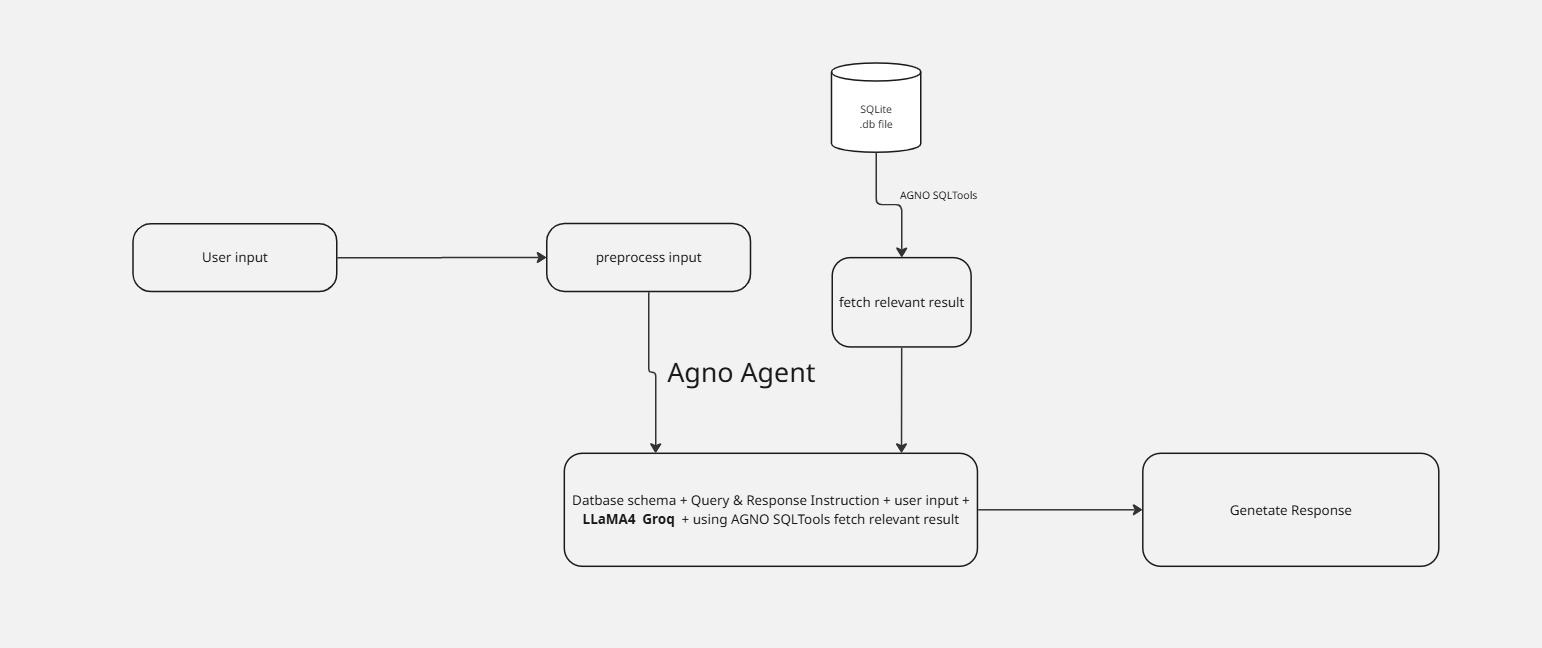 SQLite
.db file
AGNO SQLTools
User input
preprocess input
fetch relevant result
Agno Agent
Datbase schema + Query & Response Instruction + user input +
LLaMA4 Groq + using AGNO SQLTools fetch relevant result
Genetate Response